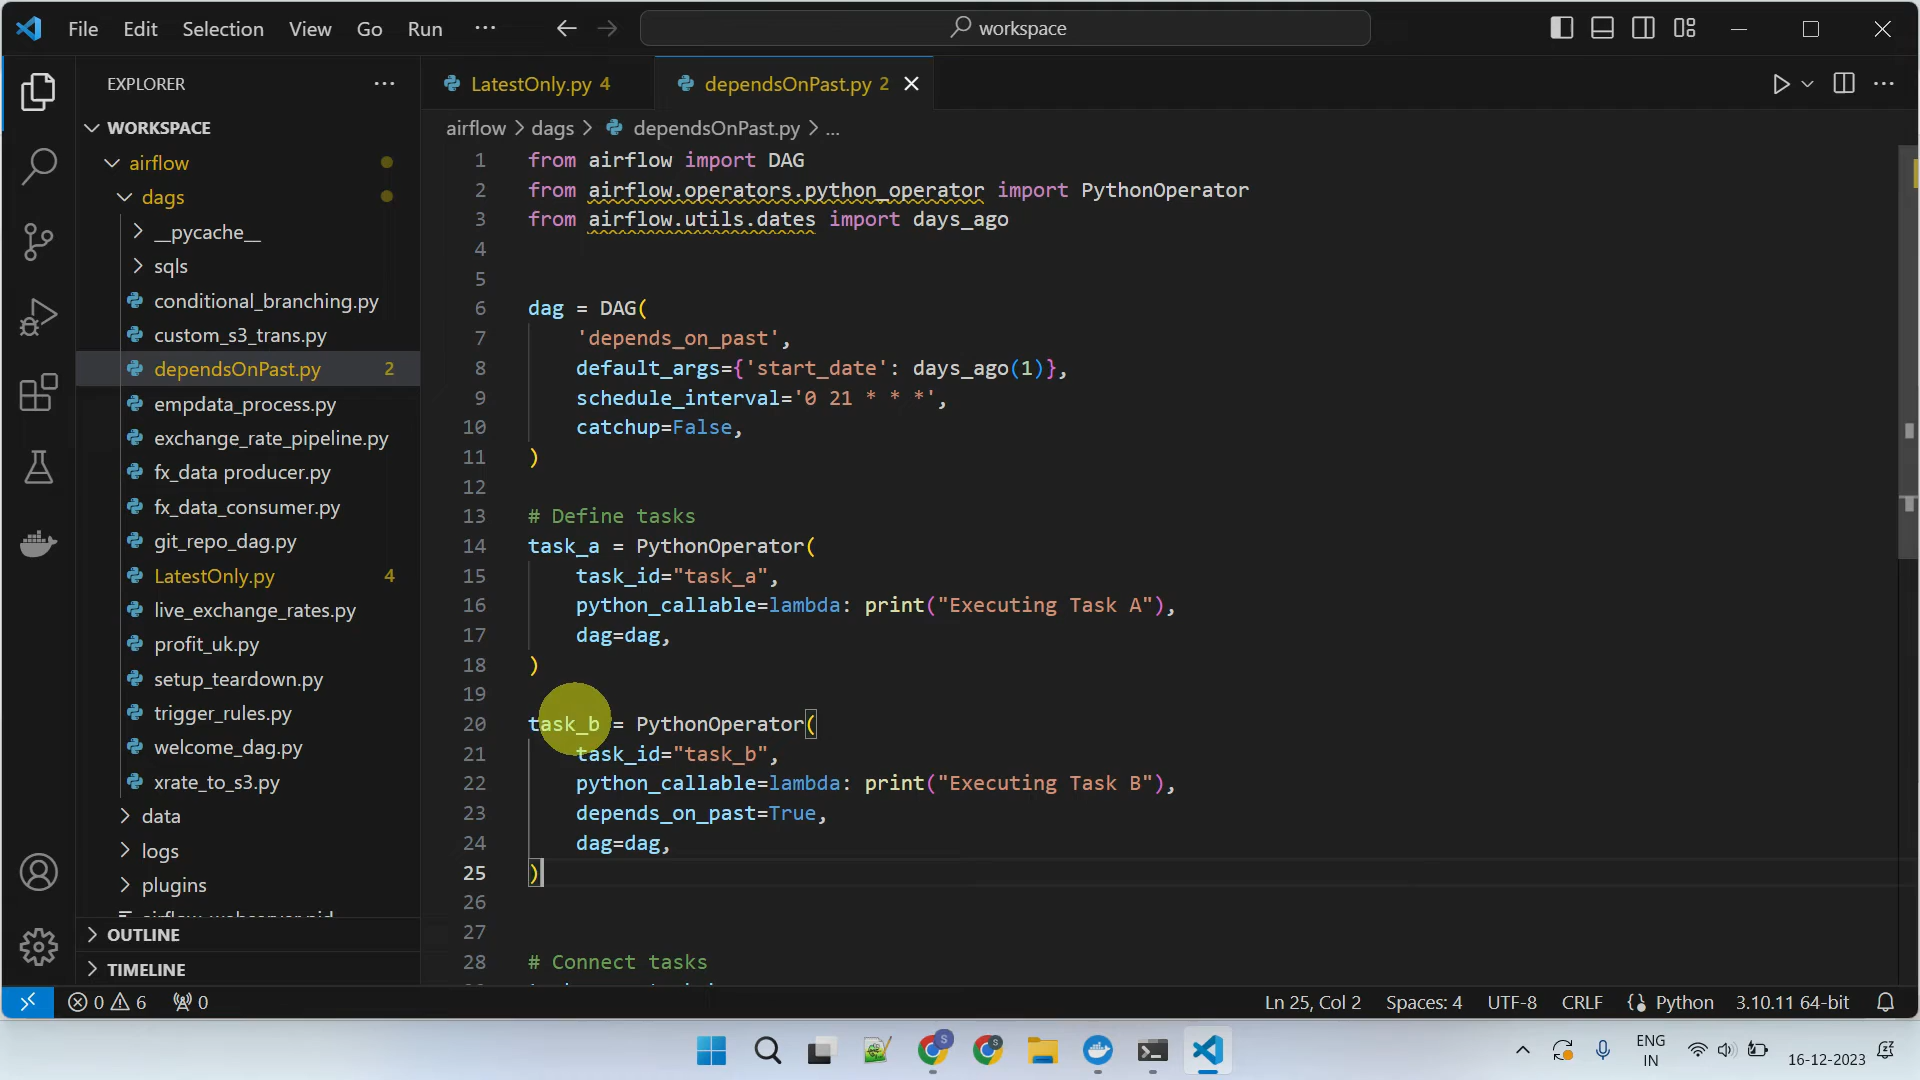 File Edit Selection View Go Run ···
workspace
EXPLORER
LatestOnly.py 4
dependsOnPast.py 2
WORKSPACE
airflow > dags > dependsOnPast.py > ...
airflow
dags
__pycache__
sqls
conditional_branching.py
custom_s3_trans.py
dependsOnPast.py 2
empdata_process.py
exchange_rate_pipeline.py
fx_data producer.py
fx_data_consumer.py
git_repo_dag.py
LatestOnly.py 4
live_exchange_rates.py
profit_uk.py
setup_teardown.py
trigger_rules.py
welcome_dag.py
xrate_to_s3.py
data
logs
plugins
OUTLINE
TIMELINE
1 from airflow import DAG
2 from airflow.operators.python_operator import PythonOperator
3 from airflow.utils.dates import days_ago
4
5
6 dag = DAG(
7 'depends_on_past',
8 default_args={'start_date': days_ago(1)},
9 schedule_interval='0 21 * * *',
10 catchup=False,
11 )
12
13 # Define tasks
14 task_a = PythonOperator(
15 task_id="task_a",
16 python_callable=lambda: print("Executing Task A"),
17 dag=dag,
18 )
19
20 task_b = PythonOperator(
21 task_id="task_b",
22 python_callable=lambda: print("Executing Task B"),
23 depends_on_past=True,
24 dag=dag,
25 )
26
27
28 # Connect tasks
0 6 0
Ln 25, Col 2 Spaces: 4 UTF-8 CRLF Python 3.10.11 64-bit
ENG
IN
16-12-2023